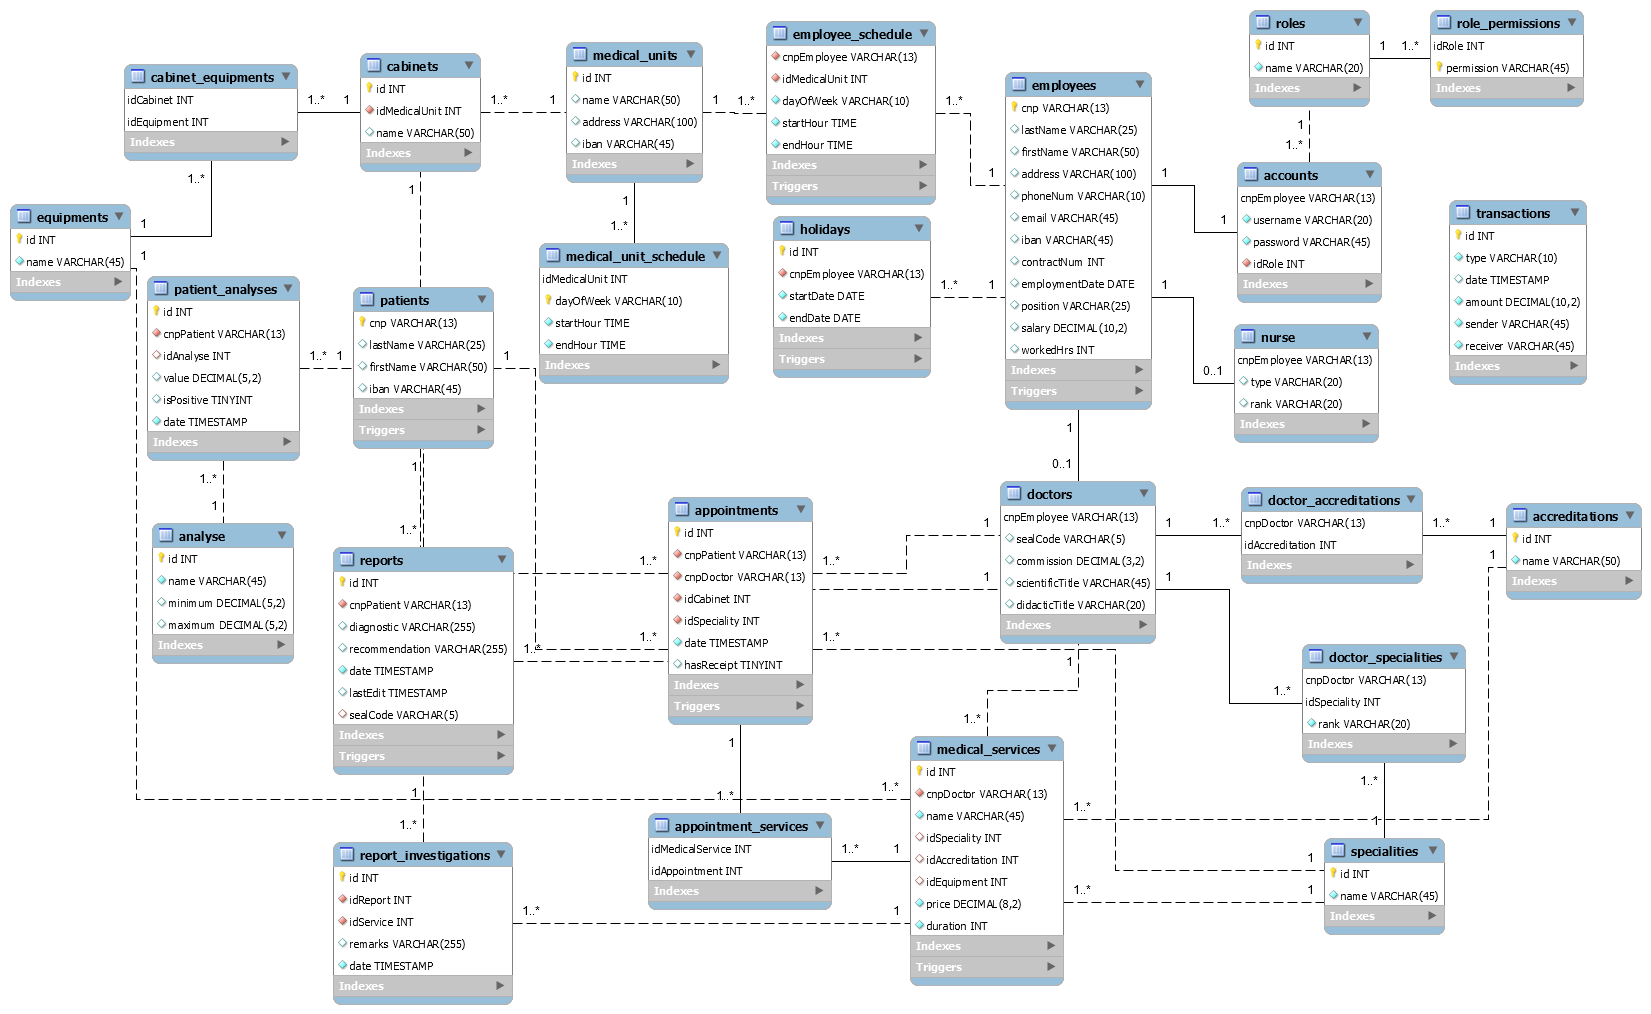 cabinet_equipments
idCabinet INT
idEquipment INT
Indexes
1..*
1
1..*
cabinets
id INT
idMedicalUnit INT
name VARCHAR(50)
Indexes
1..*
1
1
medical_units
id INT
name VARCHAR(50)
address VARCHAR(100)
iban VARCHAR(45)
Indexes
1
1..*
1
1..*
employee_schedule
cnpEmployee VARCHAR(13)
idMedicalUnit INT
dayOfWeek VARCHAR(10)
startHour TIME
endHour TIME
Indexes
Triggers
1..*
1
employees
cnp VARCHAR(13)
lastName VARCHAR(25)
firstName VARCHAR(50)
address VARCHAR(100)
phoneNum VARCHAR(10)
email VARCHAR(45)
iban VARCHAR(45)
contractNum INT
employmentDate DATE
position VARCHAR(25)
salary DECIMAL(10,2)
workedHrs INT
Indexes
Triggers
1
1
1
0..1
1
0..1
roles
id INT
name VARCHAR(20)
Indexes
1
1..*
1
1..*
role_permissions
idRole INT
permission VARCHAR(45)
Indexes
accounts
cnpEmployee VARCHAR(13)
username VARCHAR(20)
password VARCHAR(45)
idRole INT
Indexes
transactions
id INT
type VARCHAR(10)
date TIMESTAMP
amount DECIMAL(10,2)
sender VARCHAR(45)
receiver VARCHAR(45)
Indexes
equipments
id INT
name VARCHAR(45)
Indexes
1
1
medical_unit_schedule
idMedicalUnit INT
dayOfWeek VARCHAR(10)
startHour TIME
endHour TIME
Indexes
holidays
id INT
cnpEmployee VARCHAR(13)
startDate DATE
endDate DATE
Indexes
Triggers
1..*
1
nurse
cnpEmployee VARCHAR(13)
type VARCHAR(20)
rank VARCHAR(20)
Indexes
patient_analyses
id INT
cnpPatient VARCHAR(13)
idAnalyse INT
value DECIMAL(5,2)
isPositive TINYINT
date TIMESTAMP
Indexes
1..*
1
1..*
1
patients
cnp VARCHAR(13)
lastName VARCHAR(25)
firstName VARCHAR(50)
iban VARCHAR(45)
Indexes
Triggers
1
1
1..*
analyse
id INT
name VARCHAR(45)
minimum DECIMAL(5,2)
maximum DECIMAL(5,2)
Indexes
reports
id INT
cnpPatient VARCHAR(13)
diagnostic VARCHAR(255)
recommendation VARCHAR(255)
date TIMESTAMP
lastEdit TIMESTAMP
sealCode VARCHAR(5)
Indexes
Triggers
1..*
1
1..*
appointments
id INT
cnpPatient VARCHAR(13)
cnpDoctor VARCHAR(13)
idCabinet INT
idSpeciality INT
date TIMESTAMP
hasReceipt TINYINT
Indexes
Triggers
1..*
1..*
1..*
1..*
1
1
1
1..*
doctors
cnpEmployee VARCHAR(13)
sealCode VARCHAR(5)
commission DECIMAL(3,2)
scientificTitle VARCHAR(45)
didacticTitle VARCHAR(20)
Indexes
1
1..*
1
1..*
1
1..*
doctor_accreditations
cnpDoctor VARCHAR(13)
idAccreditation INT
Indexes
1..*
1
accreditations
id INT
name VARCHAR(50)
Indexes
1
doctor_specialities
cnpDoctor VARCHAR(13)
idSpeciality INT
rank VARCHAR(20)
Indexes
1..*
1
medical_services
id INT
cnpDoctor VARCHAR(13)
name VARCHAR(45)
idSpeciality INT
idAccreditation INT
idEquipment INT
price DECIMAL(8,2)
duration INT
Indexes
Triggers
1..*
1..*
1..*
1
1
appointment_services
idMedicalService INT
idAppointment INT
Indexes
1..*
1
specialities
id INT
name VARCHAR(45)
Indexes
report_investigations
id INT
idReport INT
idService INT
remarks VARCHAR(255)
date TIMESTAMP
Indexes
1..*
1